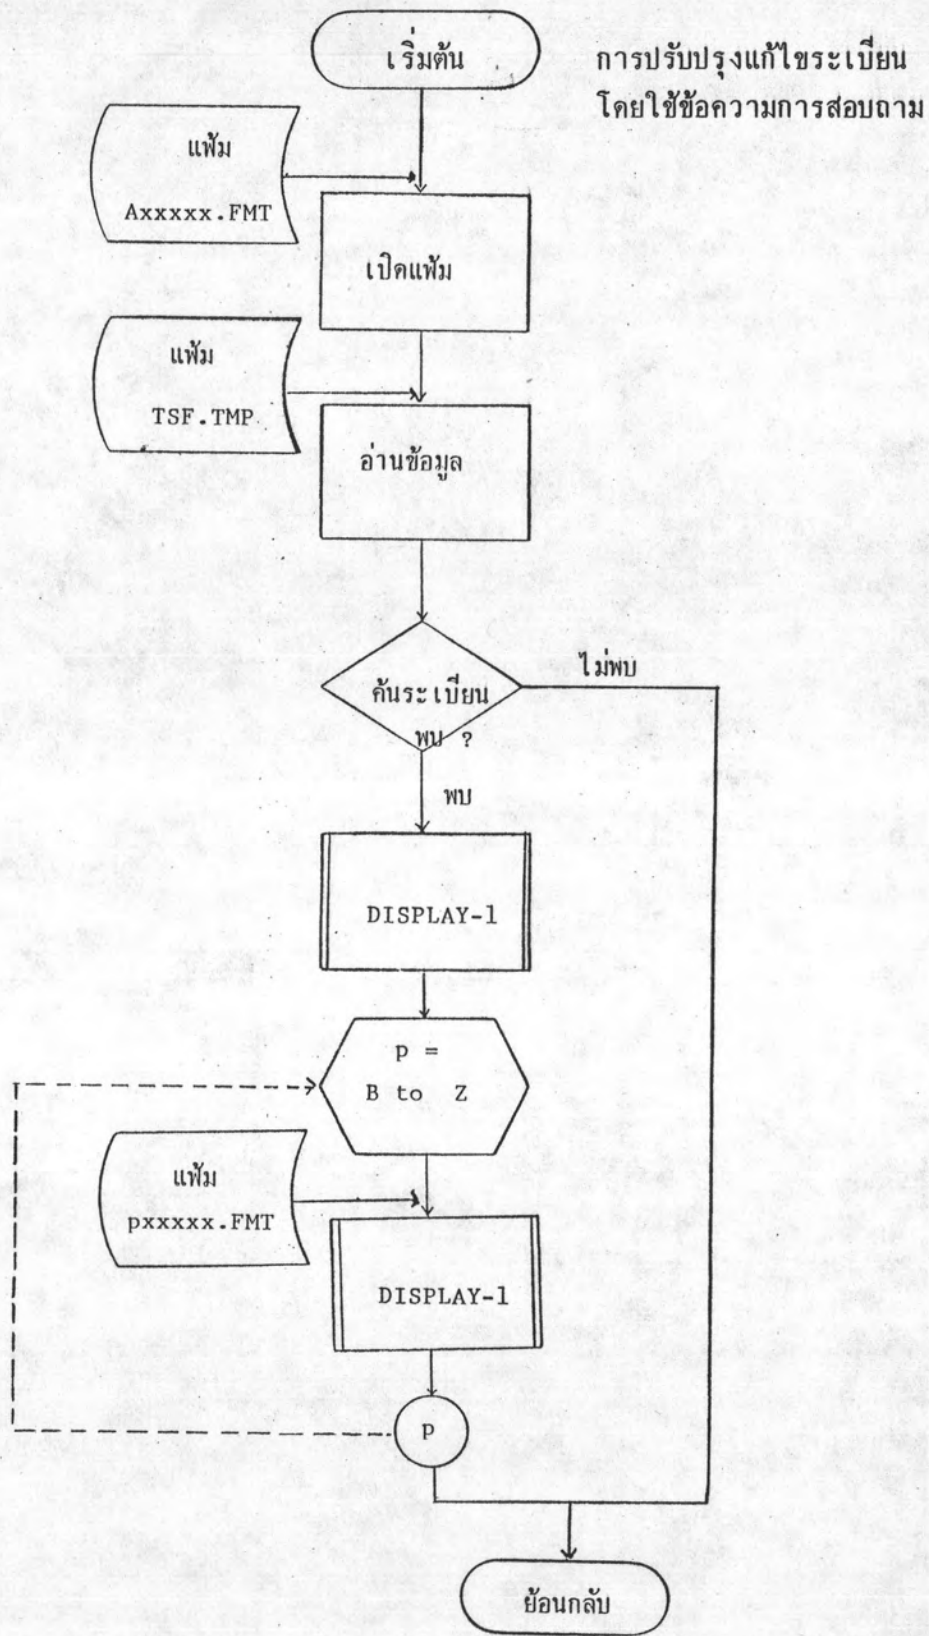 เริ่มต้น
การปรับปรุงแก้ไขระเบียน
โดยใช้ข้อความการสอบถาม
แฟ้ม
Axxxxx.FMT
เปิดแฟ้ม
แฟ้ม
TSF.TMP
อ่านข้อมูล
ไม่พบ
ค้นระเบียน
พบ ?
พบ
DISPLAY-1
p =
B to Z
แฟ้ม
pxxxxx.FMT
DISPLAY-1
p
ย้อนกลับ